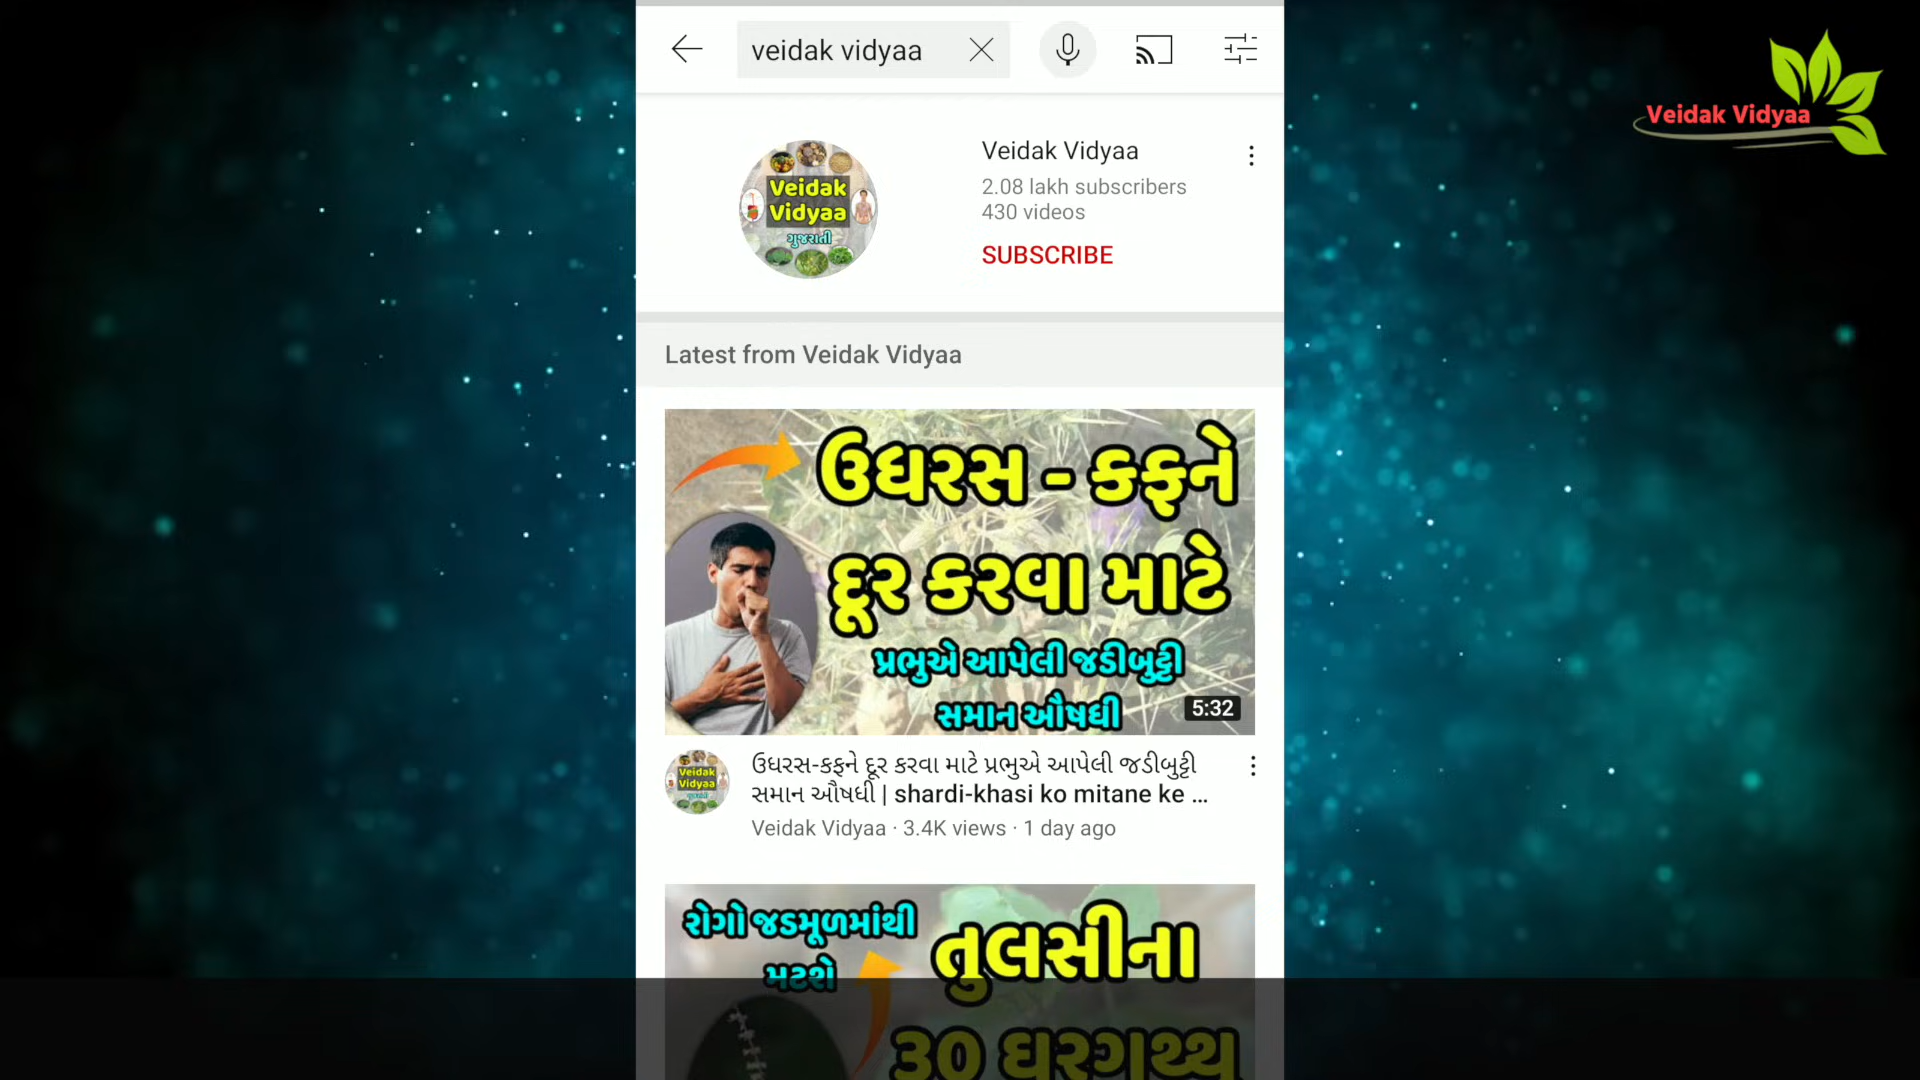 veidak vidyaa
Veidak Vidyaa
Veidak
Vidyaa
ગુજરાતી
Veidak Vidyaa
2.08 lakh subscribers
430 videos
SUBSCRIBE
Latest from Veidak Vidyaa
ઉધરસ - કફને
દૂર કરવા માટે
પ્રભુએ આપેલી જડીબુટ્ટી
સમાન ઔષધી
5:32
Veidak
Vidyaa
ઉધરસ-કફને દૂર કરવા માટે પ્રભુએ આપેલી જડીબુટ્ટી
સમાન ઔષધી | shardi-khasi ko mitane ke ...
Veidak Vidyaa · 3.4K views · 1 day ago
રોગો જડમૂળમાંથી
મટશે
તુલસીના
30 ઘરગથ્થુ